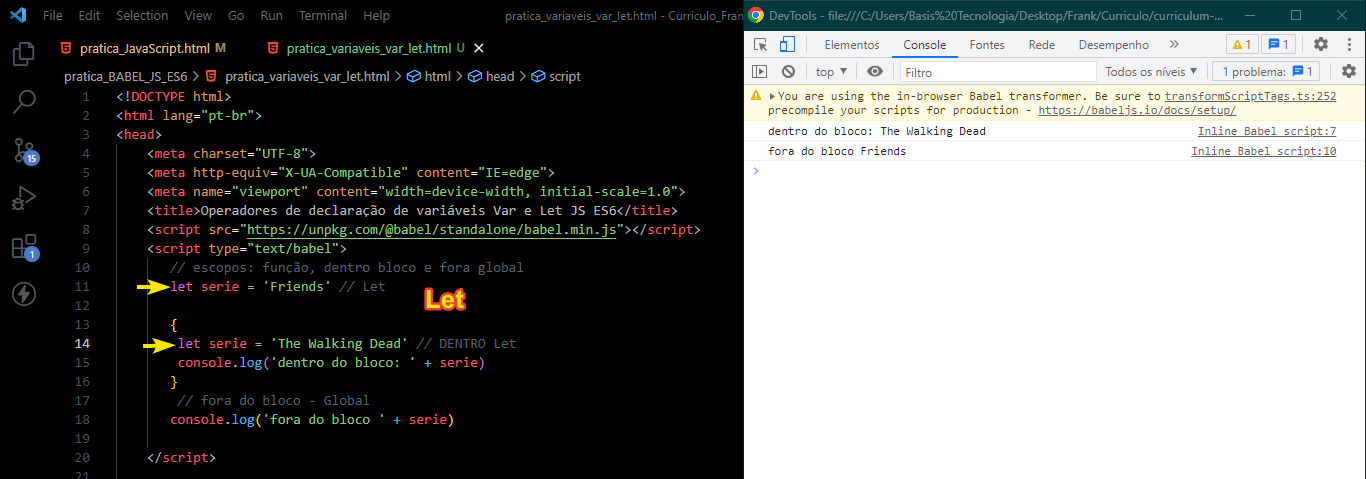 File Edit Selection View Go Run Terminal Help pratica_variaveis_var_let.html - Curriculo_Fran
pratica_JavaScript.html M pratica_variaveis_var_let.html U
pratica_BABEL_JS_ES6 > pratica_variaveis_var_let.html > html > head > script
1 <!DOCTYPE html>
2 <html lang="pt-br">
3 <head>
4 <meta charset="UTF-8">
5 <meta http-equiv="X-UA-Compatible" content="IE=edge">
6 <meta name="viewport" content="width=device-width, initial-scale=1.0">
7 <title>Operadores de declaração de variáveis Var e Let JS ES6</title>
8 <script src="https://unpkg.com/@babel/standalone/babel.min.js"></script>
9 <script type="text/babel">
10 // escopos: função, dentro bloco e fora global
11 let serie = 'Friends' // Let
Let
12
13 {
14 let serie = 'The Walking Dead' // DENTRO Let
15 console.log('dentro do bloco: ' + serie)
16 }
17 // fora do bloco - Global
18 console.log('fora do bloco ' + serie)
19
20 </script>
21
15
1
DevTools - file:///C:/Users/Basis%20Tecnologia/Desktop/Frank/Curriculo/curriculum-...
Elementos Console Fontes Rede Desempenho » 1 1
top Filtro Todos os níveis 1 problema: 1
You are using the in-browser Babel transformer. Be sure to transformScriptTags.ts:252
precompile your scripts for production - https://babeljs.io/docs/setup/
dentro do bloco: The Walking Dead Inline Babel script:7
fora do bloco Friends Inline Babel script:10
>